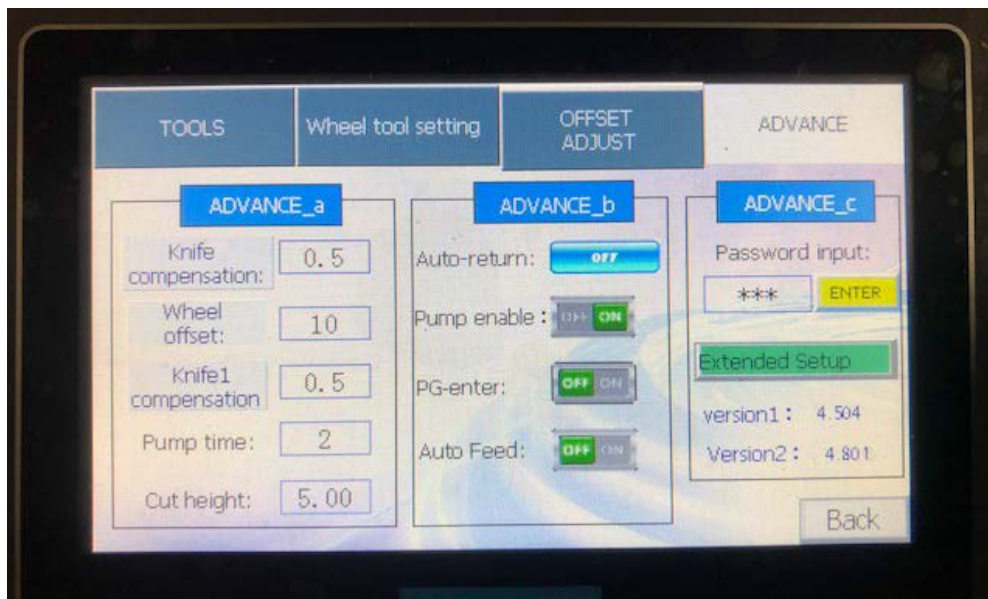 TOOLS
Wheel tool setting
OFFSET
ADJUST
ADVANCE
ADVANCE_a
Knife
compensation:
0.5
Wheel
offset:
10
Knife1
compensation
0.5
Pump time:
2
Cut height:
5.00
ADVANCE_b
Auto-return:
OFF
Pump enable:
OFF ON
PG-enter:
OFF ON
Auto Feed:
OFF ON
ADVANCE_c
Password input:
***
ENTER
Extended Setup
version1: 4.504
Version2: 4.801
Back